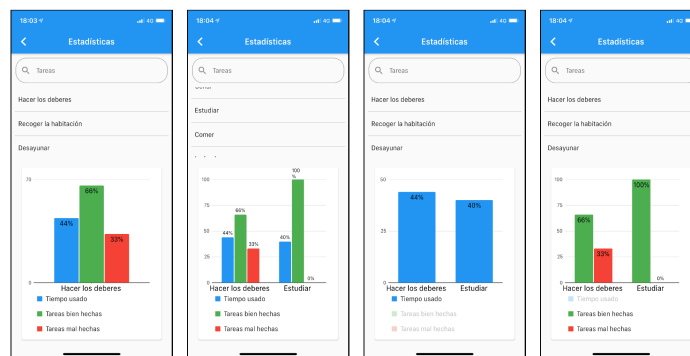 18:03
4G
Estadísticas
Tareas
Hacer los deberes
Recoger la habitación
Desayunar
70
66%
44%
33%
0
Hacer los deberes
Tiempo usado
Tareas bien hechas
Tareas mal hechas
18:04
4G
Estadísticas
Tareas
Estudiar
Comer
100
75
50
25
0
44%
66%
33%
40%
100
%
0%
Hacer los deberes Estudiar
Tiempo usado
Tareas bien hechas
Tareas mal hechas
18:04
4G
Estadísticas
Tareas
Hacer los deberes
Recoger la habitación
Desayunar
50
25
0
44%
40%
Hacer los deberes Estudiar
Tiempo usado
Tareas bien hechas
Tareas mal hechas
18:04
4G
Estadísticas
Tareas
Hacer los deberes
Recoger la habitación
Desayunar
100
75
50
25
0
66%
33%
100%
0%
Hacer los deberes Estudiar
Tiempo usado
Tareas bien hechas
Tareas mal hechas